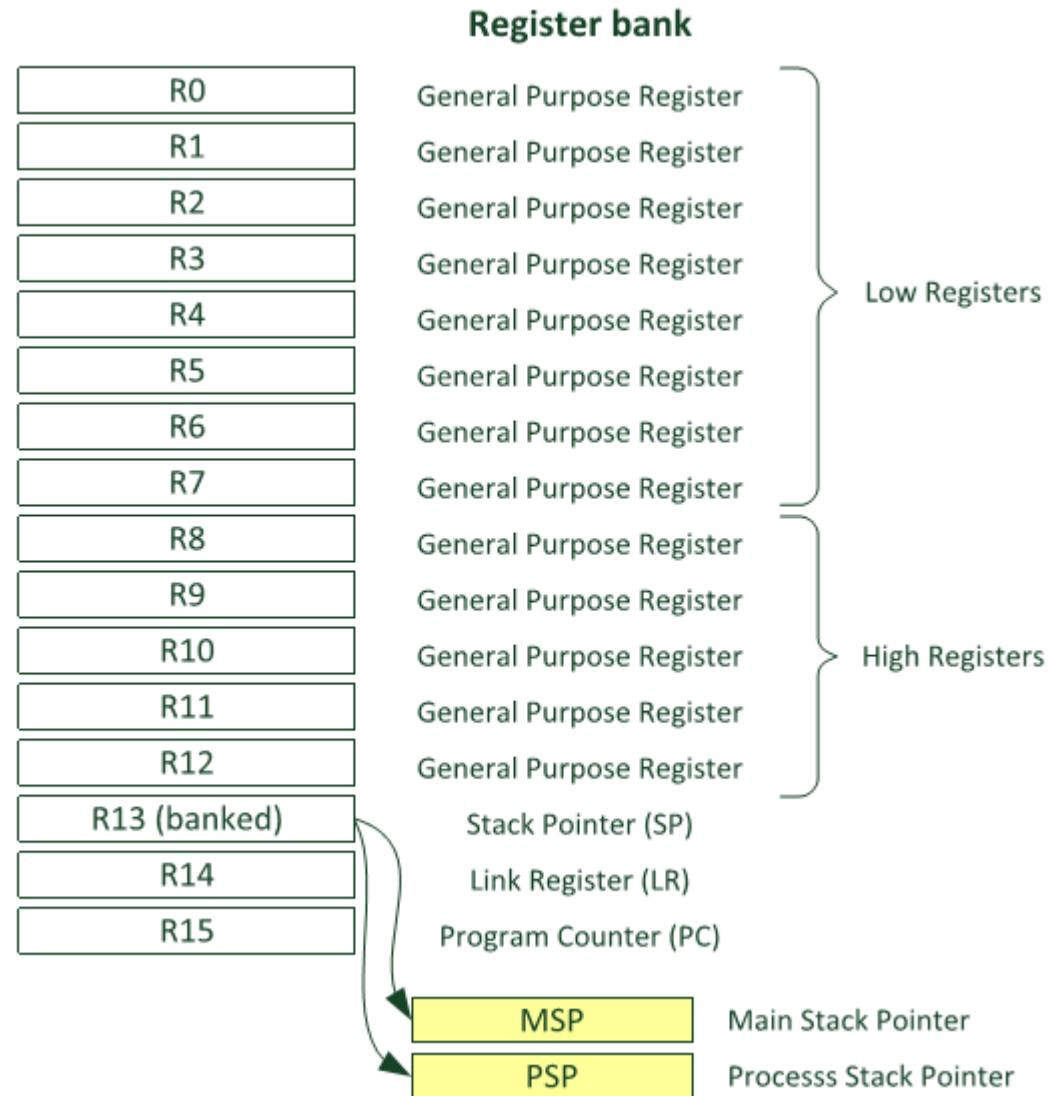 Register bank
R0 General Purpose Register
R1 General Purpose Register
R2 General Purpose Register
R3 General Purpose Register
Low Registers
R4 General Purpose Register
R5 General Purpose Register
R6 General Purpose Register
R7 General Purpose Register
R8 General Purpose Register
R9 General Purpose Register
R10 General Purpose Register High Registers
R11 General Purpose Register
R12 General Purpose Register
R13 (banked) Stack Pointer (SP)
R14 Link Register (LR)
R15 Program Counter (PC)
MSP Main Stack Pointer
PSP Processs Stack Pointer